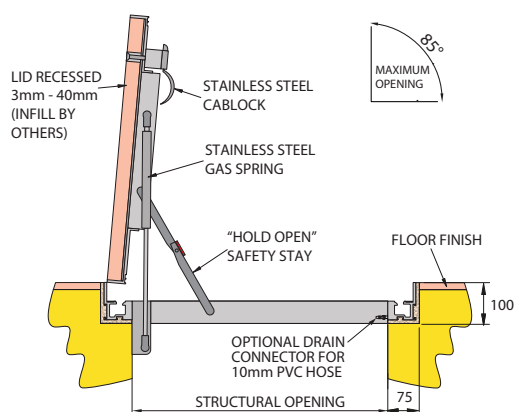 LID RECESSED
3mm - 40mm
(INFILL BY
OTHERS)
STAINLESS STEEL
CABLOCK
85°
MAXIMUM
OPENING
STAINLESS STEEL
GAS SPRING
“HOLD OPEN”
SAFETY STAY
FLOOR FINISH
100
OPTIONAL DRAIN
CONNECTOR FOR
10mm PVC HOSE
STRUCTURAL OPENING
75